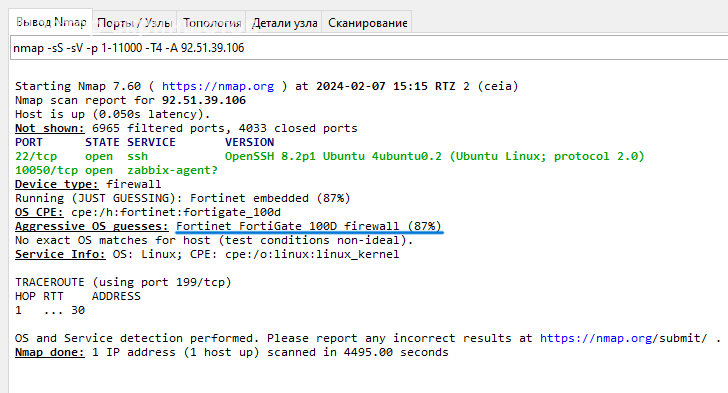 Вывод Nmap Порты / Узлы Топология Детали узла Сканирование
nmap -sS -sV -p 1-11000 -T4 -A 92.51.39.106
Starting Nmap 7.60 ( https://nmap.org ) at 2024-02-07 15:15 RTZ 2 (ceia)
Nmap scan report for 92.51.39.106
Host is up (0.050s latency).
Not shown: 6965 filtered ports, 4033 closed ports
PORT STATE SERVICE VERSION
22/tcp open ssh OpenSSH 8.2p1 Ubuntu 4ubuntu0.2 (Ubuntu Linux; protocol 2.0)
10050/tcp open zabbix-agent?
Device type: firewall
Running (JUST GUESSING): Fortinet embedded (87%)
OS CPE: cpe:/h:fortinet:fortigate_100d
Aggressive OS guesses: Fortinet FortiGate 100D firewall (87%)
No exact OS matches for host (test conditions non-ideal).
Service Info: OS: Linux; CPE: cpe:/o:linux:linux_kernel
TRACEROUTE (using port 199/tcp)
HOP RTT ADDRESS
1 ... 30
OS and Service detection performed. Please report any incorrect results at https://nmap.org/submit/ .
Nmap done: 1 IP address (1 host up) scanned in 4495.00 seconds